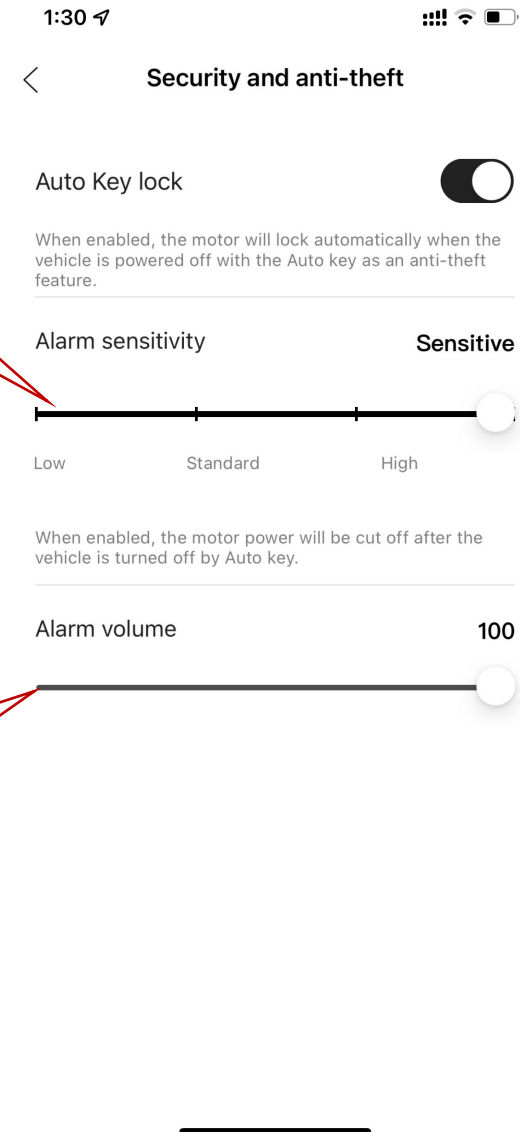 1:30
Security and anti-theft
Auto Key lock
When enabled, the motor will lock automatically when the
vehicle is powered off with the Auto key as an anti-theft
feature.
Alarm sensitivity
Sensitive
Low
Standard
High
When enabled, the motor power will be cut off after the
vehicle is turned off by Auto key.
Alarm volume
100